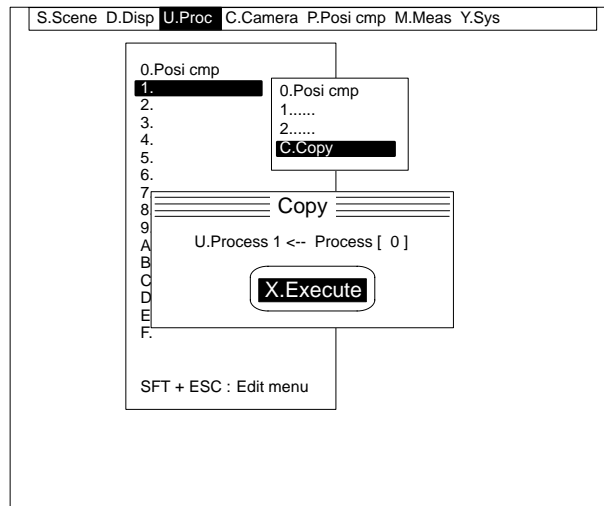 S.Scene D.Disp U.Proc C.Camera P.Posi cmp M.Meas Y.Sys
0.Posi cmp
1.
2.
3.
4.
5.
6.
7
8
9
A
B
C
D
E
F.
0.Posi cmp
1......
2......
C.Copy
Copy
U.Process 1 <-- Process [ 0 ]
X.Execute
SFT + ESC : Edit menu